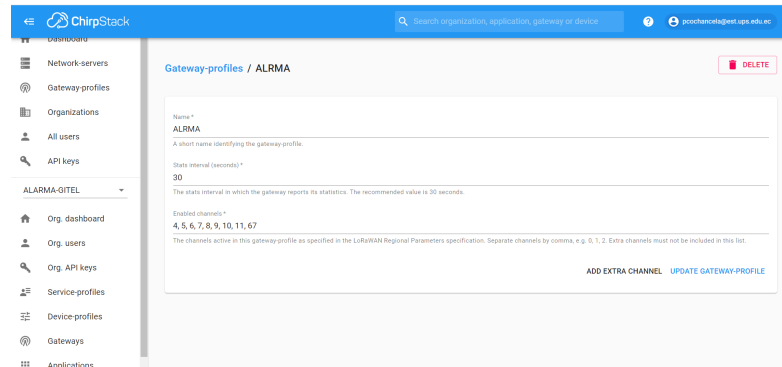 ChirpStack
Search organization, application, gateway or device
?
pcochancela@est.ups.edu.ec
Dashboard
Network-servers
Gateway-profiles
Organizations
All users
API keys
ALARMA-GITEL
Org. dashboard
Org. users
Org. API keys
Service-profiles
Device-profiles
Gateways
Applications
Gateway-profiles / ALRMA
DELETE
Name *
ALRMA
A short name identifying the gateway-profile.
Stats interval (seconds) *
30
The stats interval in which the gateway reports its statistics. The recommended value is 30 seconds.
Enabled channels *
4, 5, 6, 7, 8, 9, 10, 11, 67
The channels active in this gateway-profile as specified in the LoRaWAN Regional Parameters specification. Separate channels by comma, e.g. 0, 1, 2. Extra channels must not be included in this list.
ADD EXTRA CHANNEL UPDATE GATEWAY-PROFILE